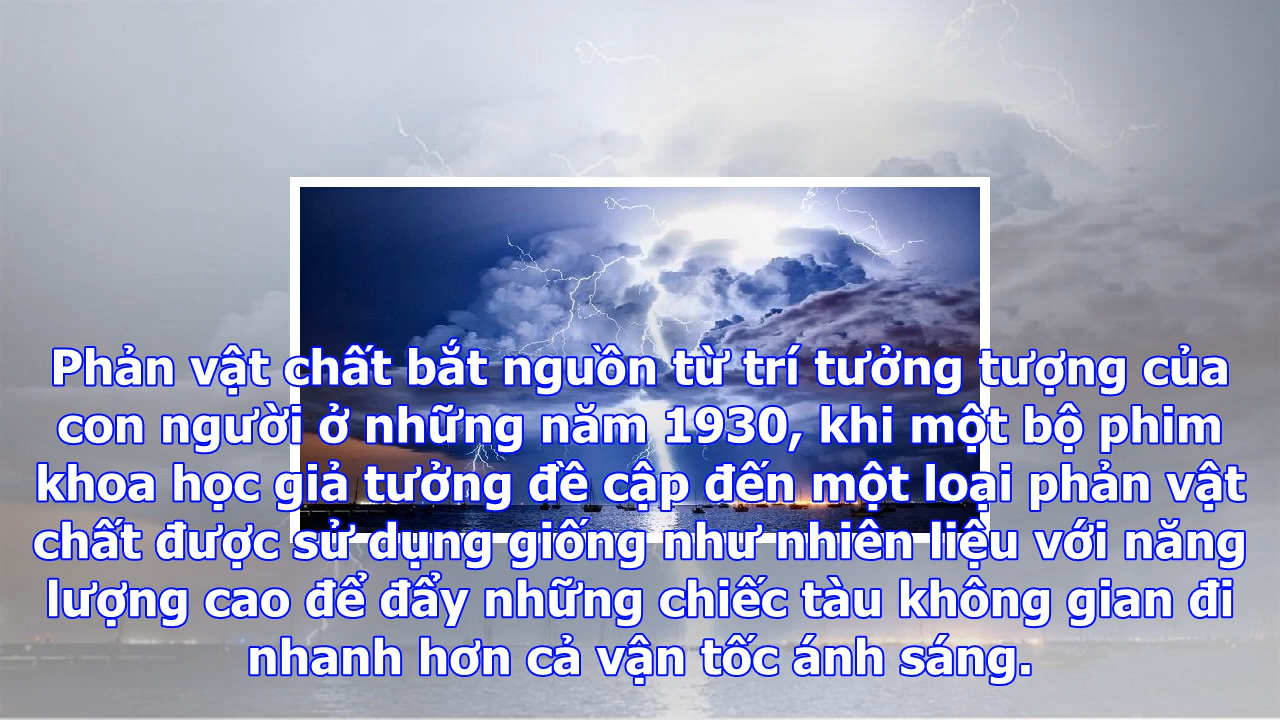 Phản vật chất bắt nguồn từ trí tưởng tượng của
con người ở những năm 1930, khi một bộ phim
khoa học giả tưởng đề cập đến một loại phản vật
chất được sử dụng giống như nhiên liệu với năng
lượng cao để đẩy những chiếc tàu không gian đi
nhanh hơn cả vận tốc ánh sáng.